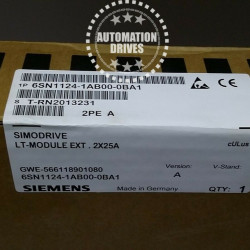 AUTOMATION
DRIVES
1P 6SN1124-1AB00-0BA1
S T-RN2013231
2PE A
SIMODRIVE
LT-MODULE EXT. 2X25A
cULus
GWE-566118901080
6SN1124-1AB00-0BA1
Version
A
SIEMENS
Made in Germany
QTY: 1